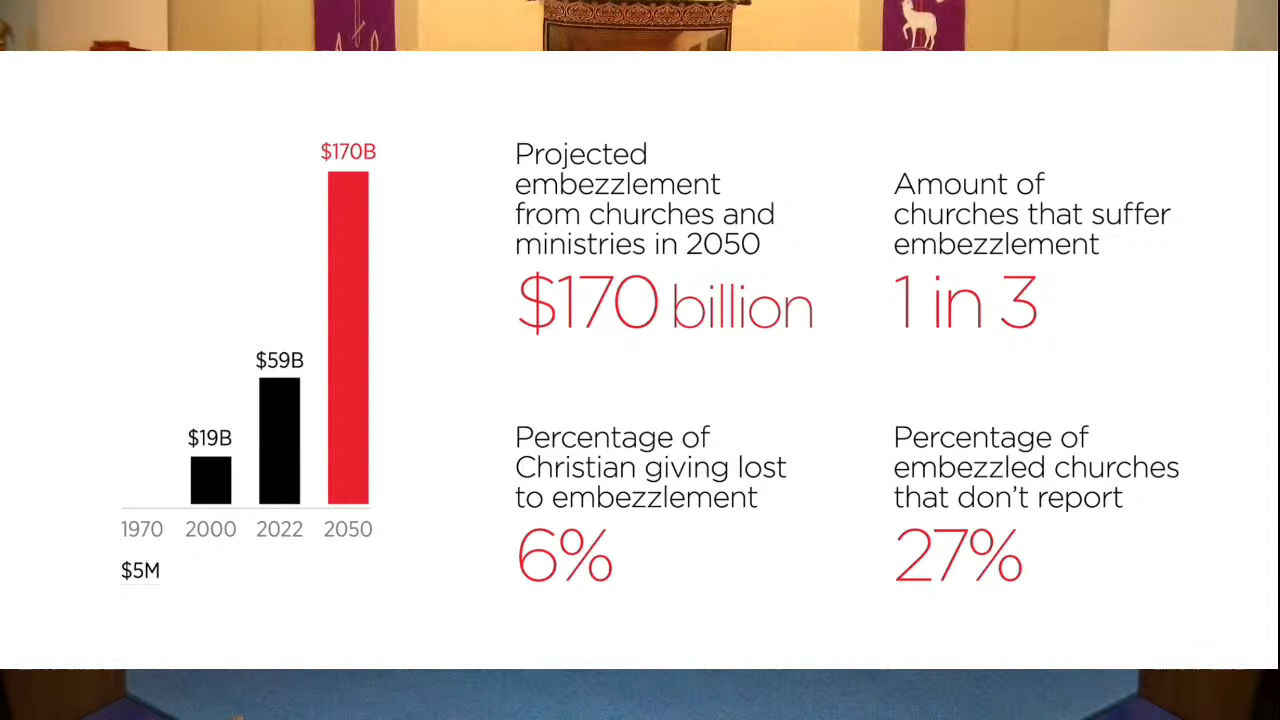 $170B
$59B
$19B
1970 2000 2022 2050
$5M
Projected
embezzlement
from churches and
ministries in 2050
$170 billion
Amount of
churches that suffer
embezzlement
1 in 3
Percentage of
Christian giving lost
to embezzlement
6%
Percentage of
embezzled churches
that don't report
27%